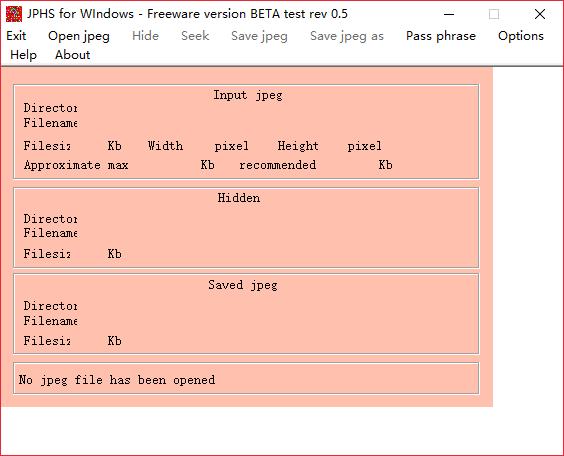 JPHS for WIndows - Freeware version BETA test rev 0.5
Exit Open jpeg Hide Seek Save jpeg Save jpeg as Pass phrase Options
Help About
Input jpeg
Director
Filename
Filesiz Kb Width pixel Height pixel
Approximate max Kb recommended Kb
Hidden
Director
Filename
Filesiz Kb
Saved jpeg
Director
Filename
Filesiz Kb
No jpeg file has been opened